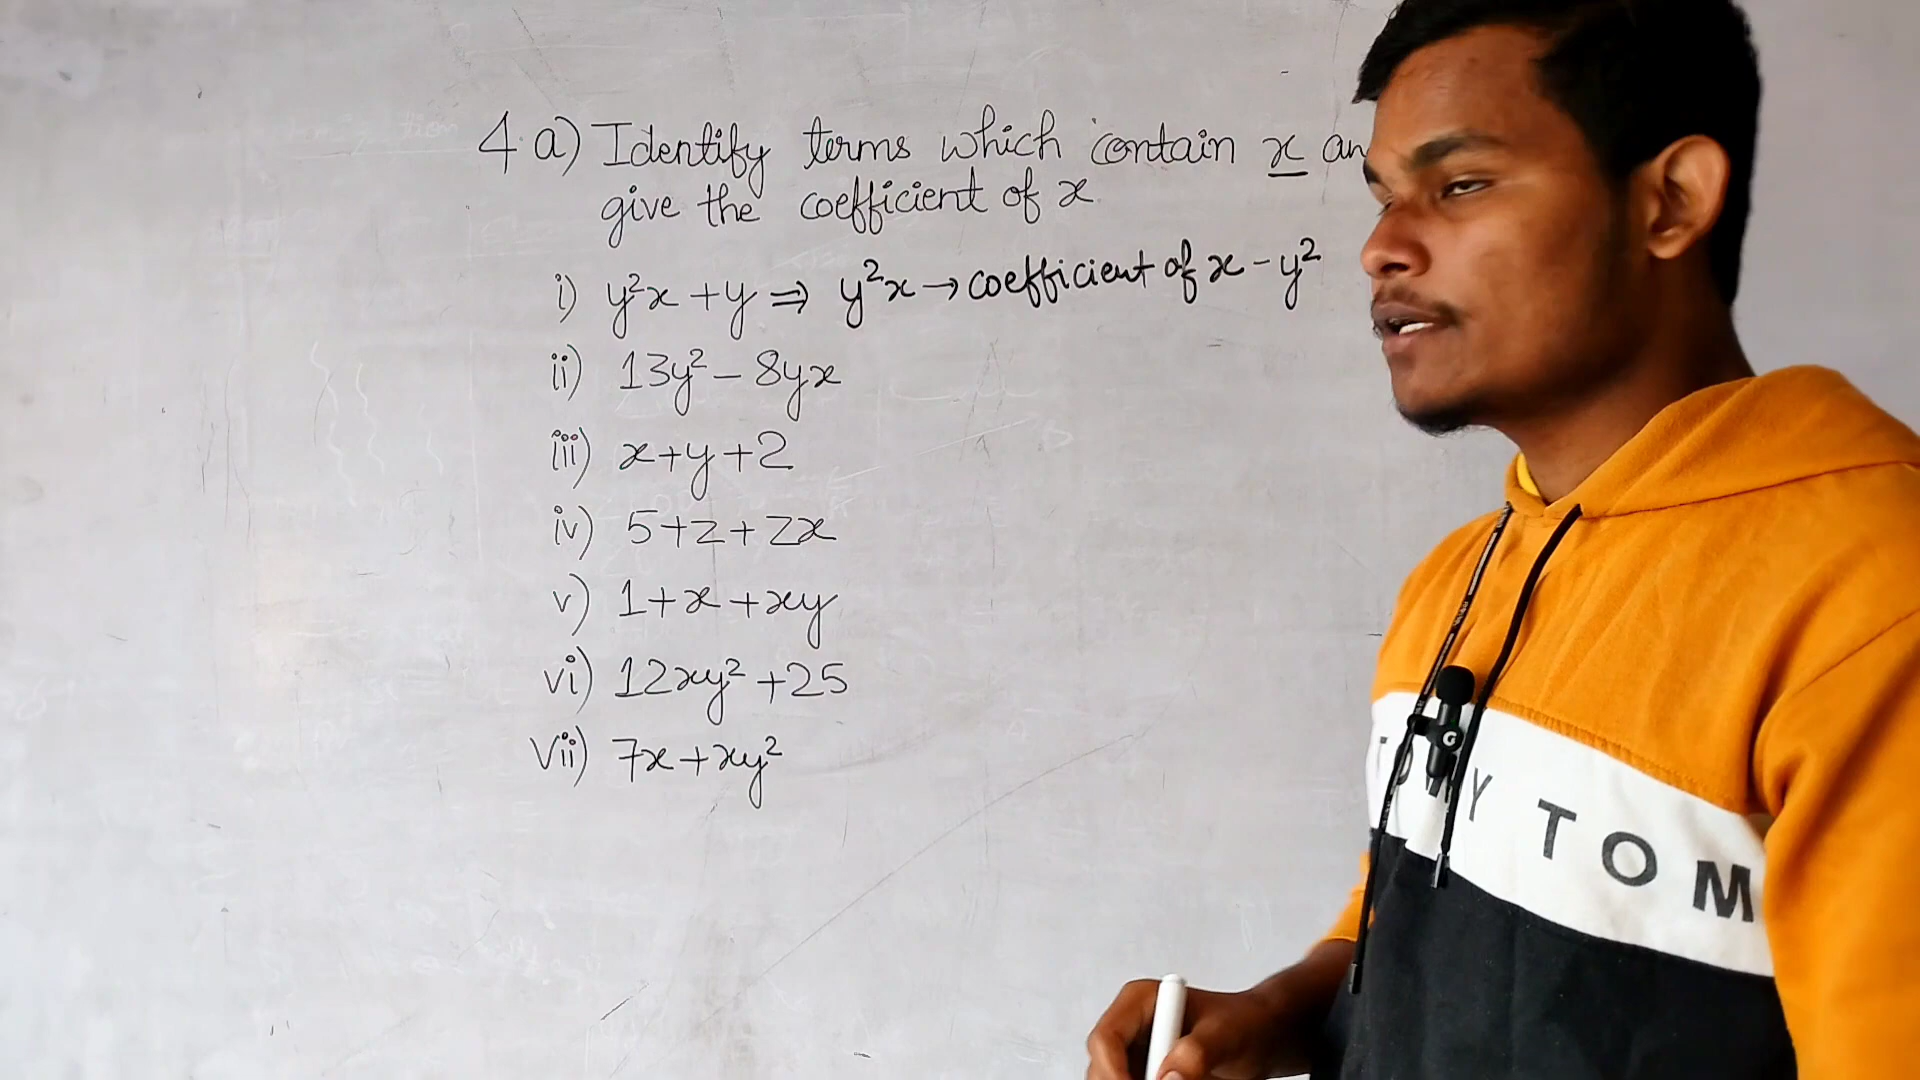 4. a) Identify terms which contain x an
give the coefficient of x.
i) y²x + y ⇒ y²x → coefficient of x - y²
ii) 13y² - 8yx
iii) x + y + 2
iv) 5 + z + zx
v) 1 + x + xy
vi) 12xy² + 25
vii) 7x + xy²
G
TOMY TOM